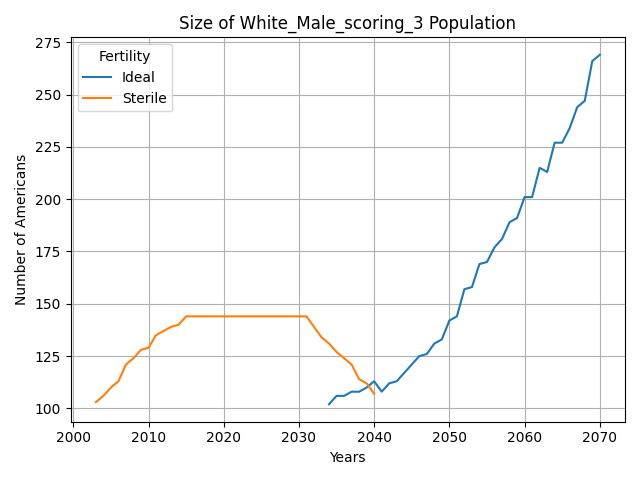 Size of White_Male_scoring_3 Population
275
250
225
200
175
150
125
100
Number of Americans
Fertility
Ideal
Sterile
2000
2010
2020
2030
2040
2050
2060
2070
Years